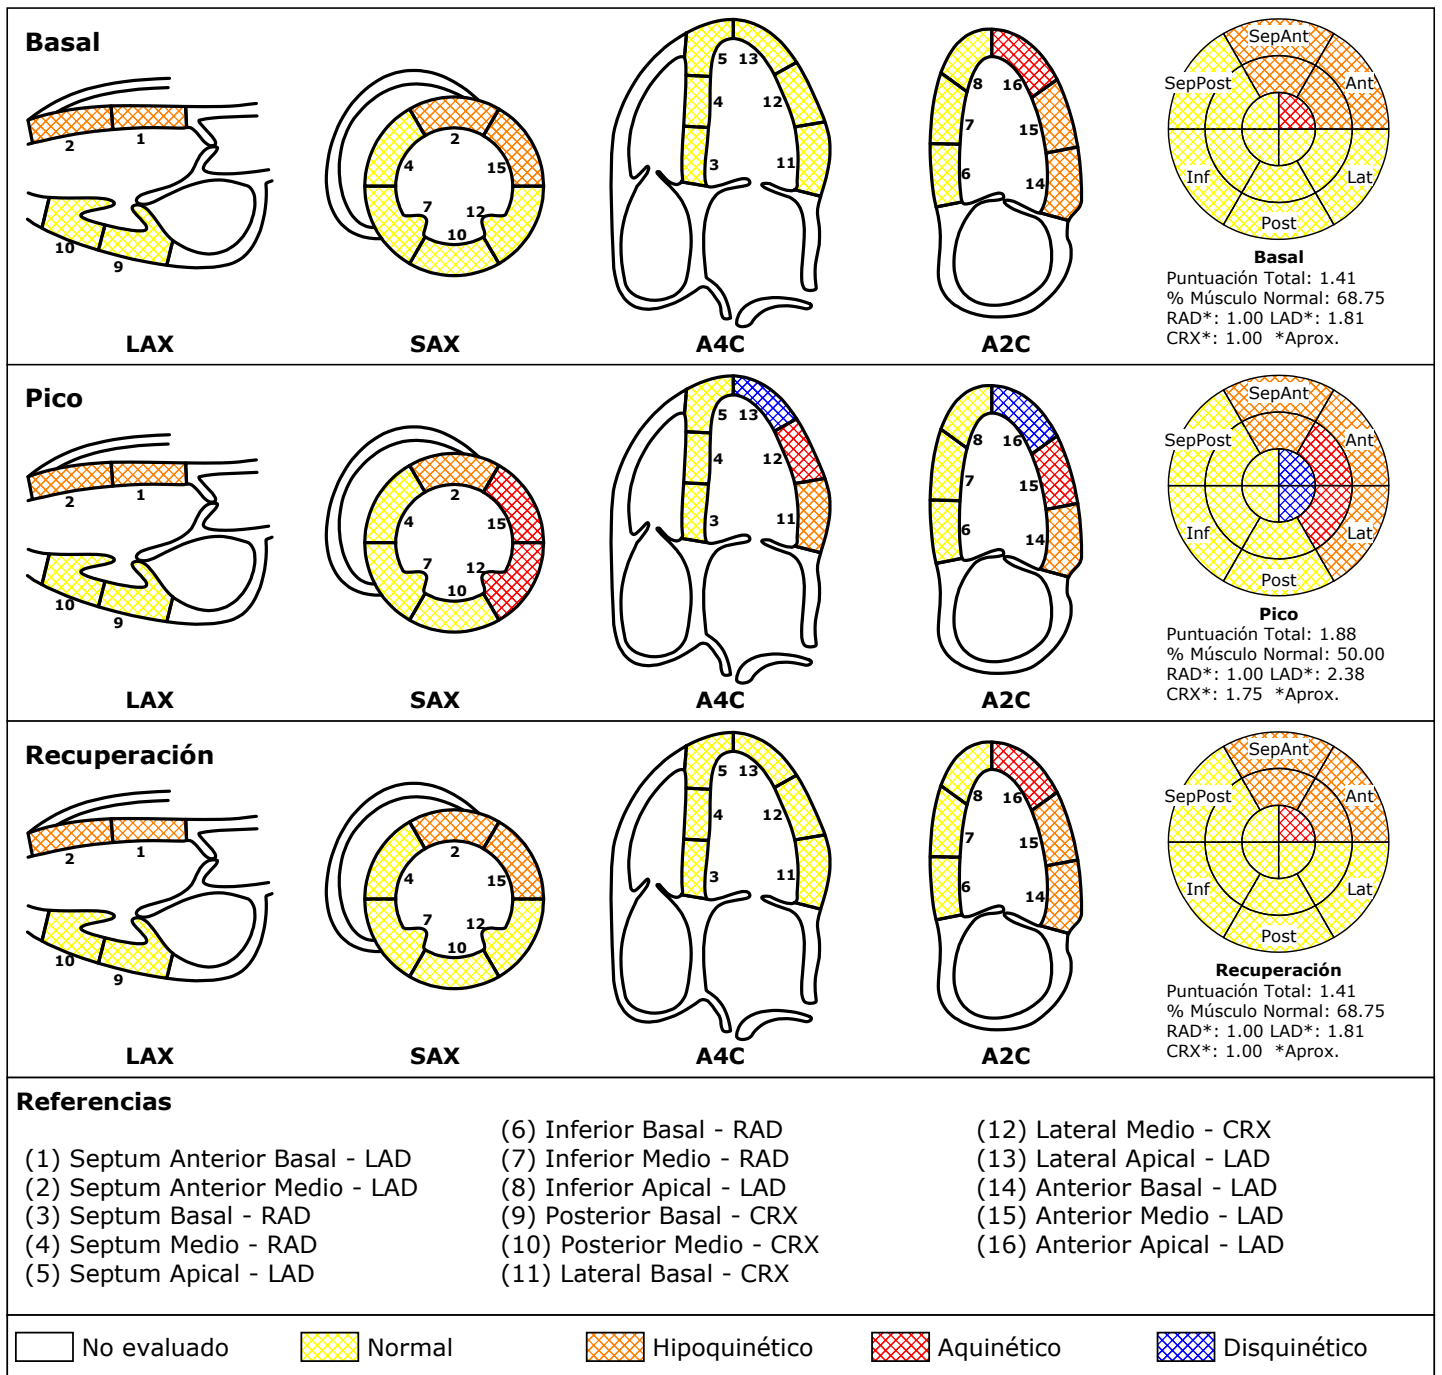 Basal
2
1
10
9
LAX
2
4
15
7
12
10
SAX
5
13
4
12
3
11
A4C
8
16
7
15
6
14
A2C
SepAnt
SepPost
Ant
Inf
Lat
Post
Basal
Puntuación Total: 1.41
% Músculo Normal: 68.75
RAD*: 1.00 LAD*: 1.81
CRX*: 1.00 *Aprox.
Pico
2
1
10
9
LAX
2
4
15
7
12
10
SAX
5
13
4
12
3
11
A4C
8
16
7
15
6
14
A2C
SepAnt
SepPost
Ant
Inf
Lat
Post
Pico
Puntuación Total: 1.88
% Músculo Normal: 50.00
RAD*: 1.00 LAD*: 2.38
CRX*: 1.75 *Aprox.
Recuperación
2
1
10
9
LAX
2
4
15
7
12
10
SAX
5
13
4
12
3
11
A4C
8
16
7
15
6
14
A2C
SepAnt
SepPost
Ant
Inf
Lat
Post
Recuperación
Puntuación Total: 1.41
% Músculo Normal: 68.75
RAD*: 1.00 LAD*: 1.81
CRX*: 1.00 *Aprox.
Referencias
(1) Septum Anterior Basal - LAD
(2) Septum Anterior Medio - LAD
(3) Septum Basal - RAD
(4) Septum Medio - RAD
(5) Septum Apical - LAD
(6) Inferior Basal - RAD
(7) Inferior Medio - RAD
(8) Inferior Apical - LAD
(9) Posterior Basal - CRX
(10) Posterior Medio - CRX
(11) Lateral Basal - CRX
(12) Lateral Medio - CRX
(13) Lateral Apical - LAD
(14) Anterior Basal - LAD
(15) Anterior Medio - LAD
(16) Anterior Apical - LAD
No evaluado
Normal
Hipoquinético
Aquinético
Disquinético